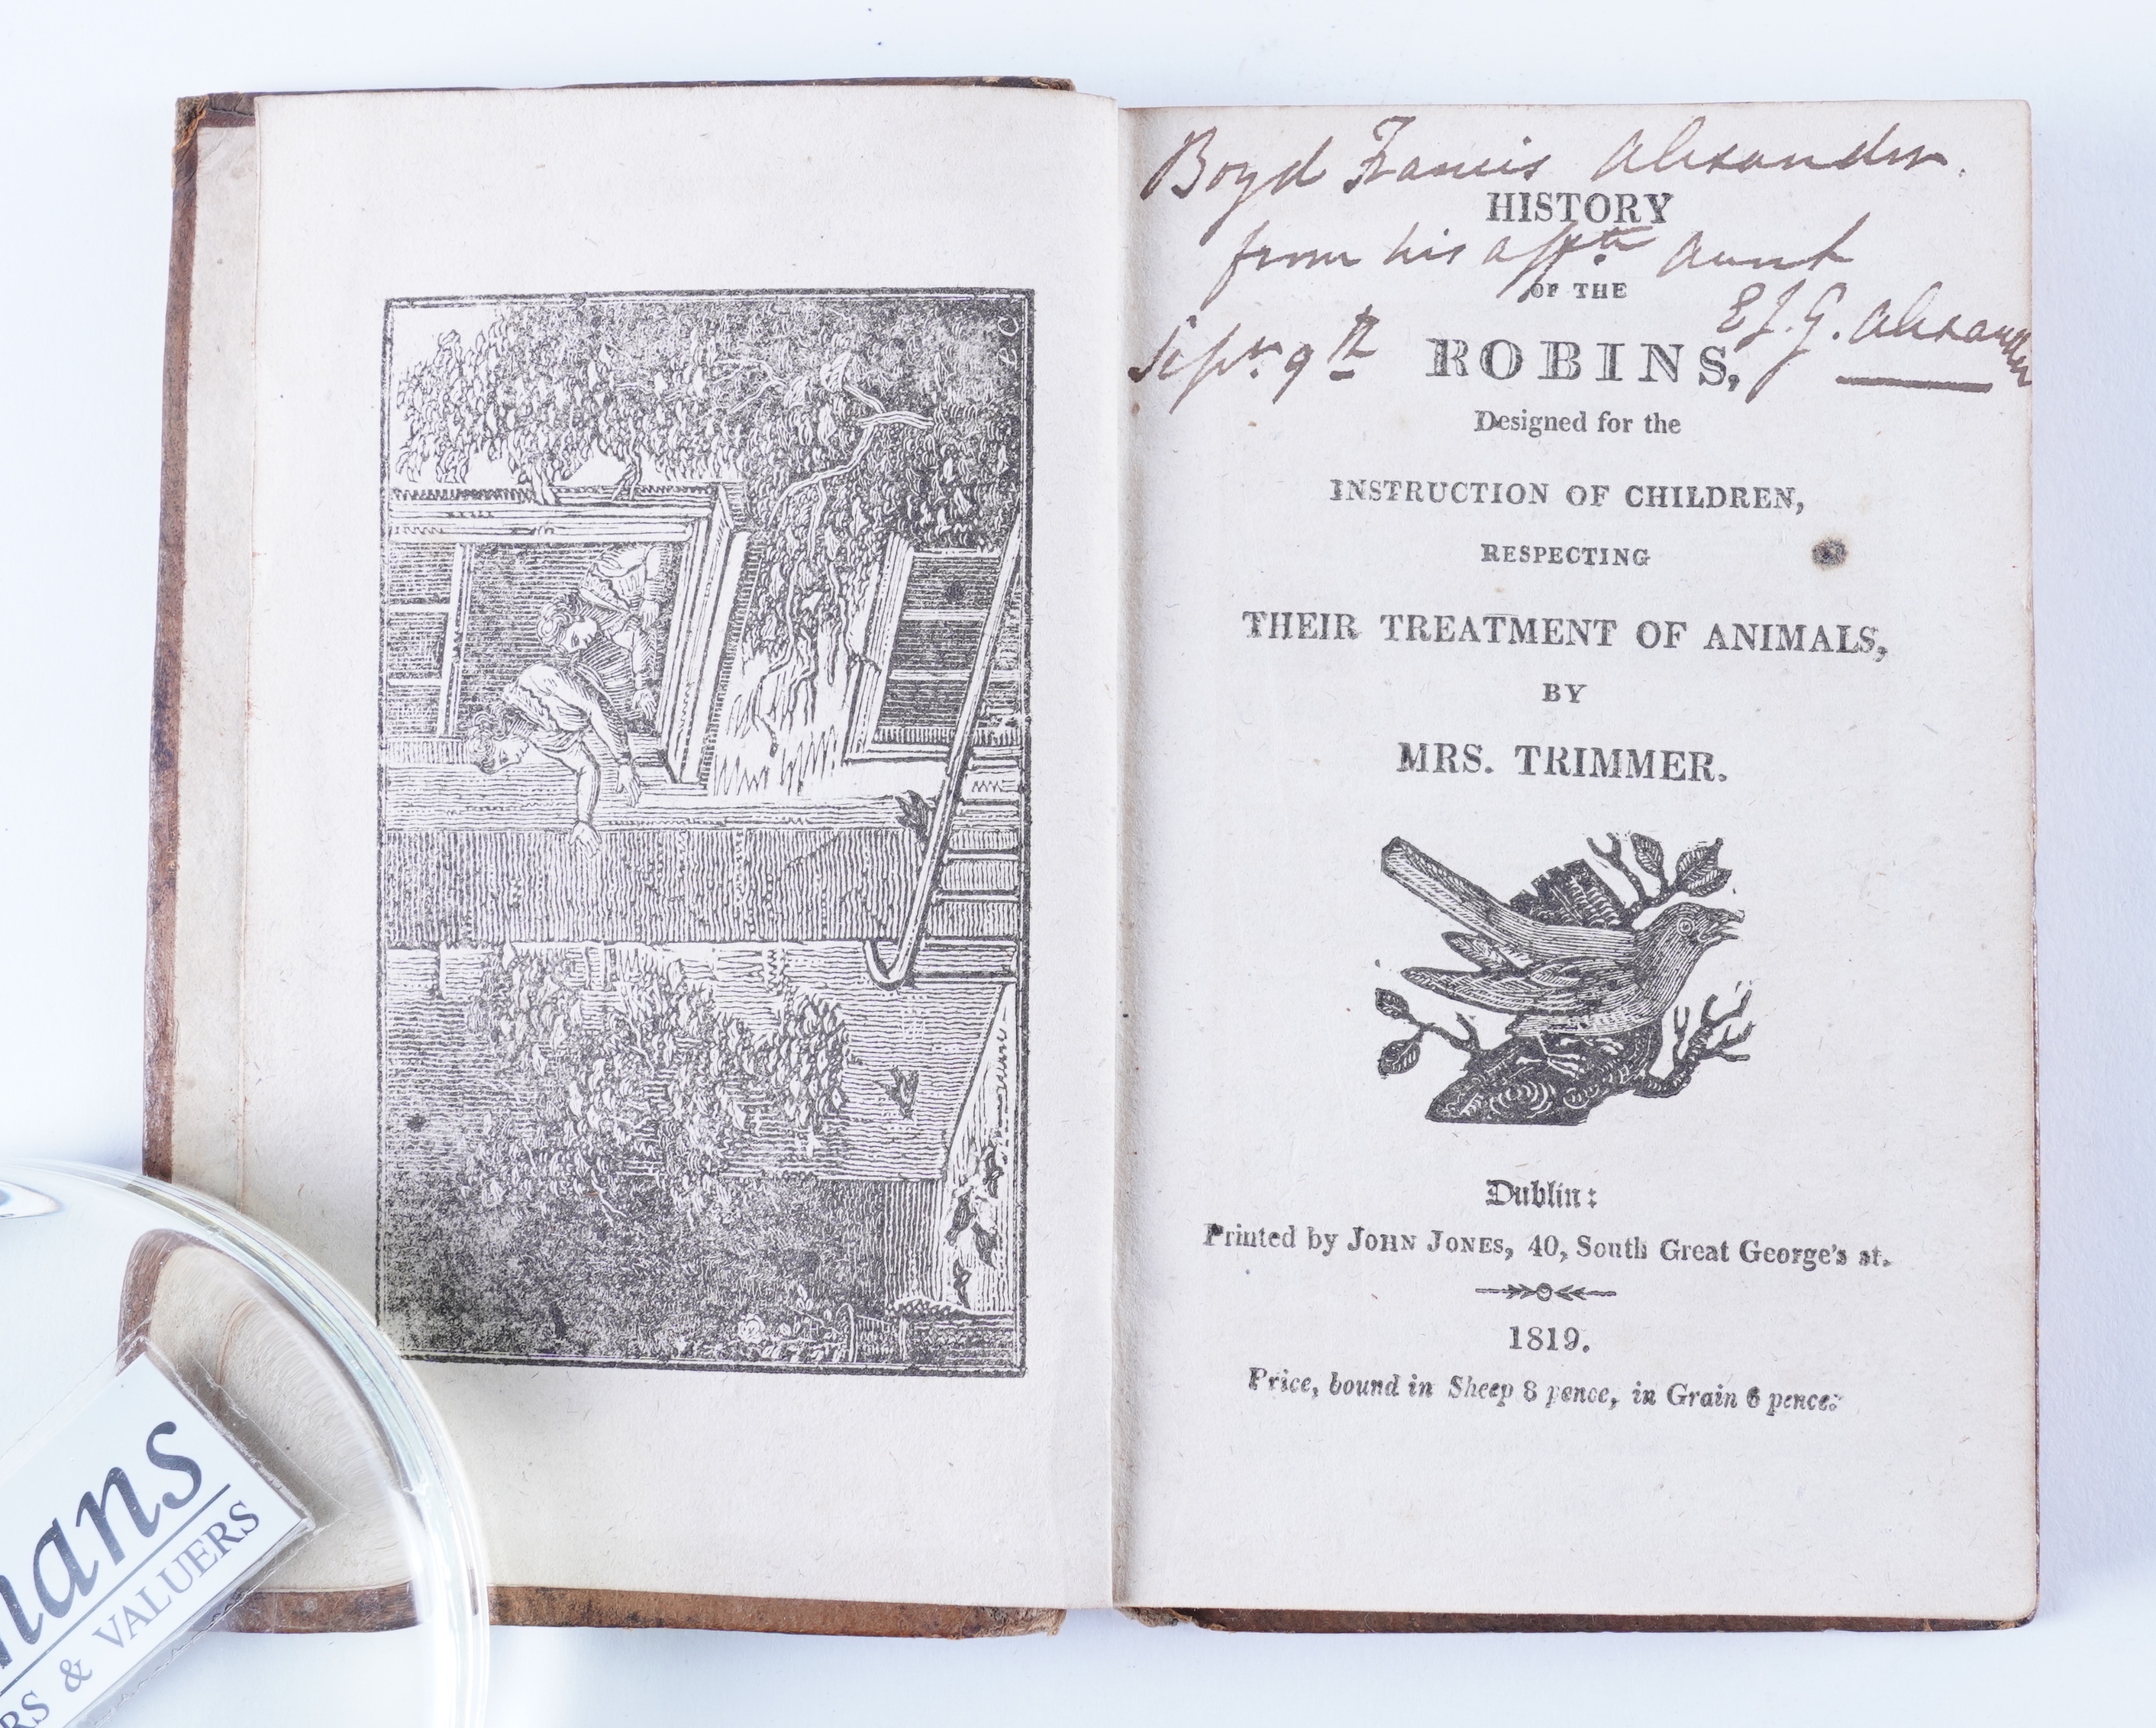 Boyd Francis Alexander.
HISTORY
from his affte. Aunt
OF THE
E J. G. Alexander
Septr. 9th
ROBINS,
Designed for the
INSTRUCTION OF CHILDREN,
RESPECTING
THEIR TREATMENT OF ANIMALS,
BY
MRS. TRIMMER.
Dublin:
Printed by JOHN JONES, 40, South Great George's st.
1819.
Price, bound in Sheep 8 pence, in Grain 6 pence.
ans
RS & VALUERS